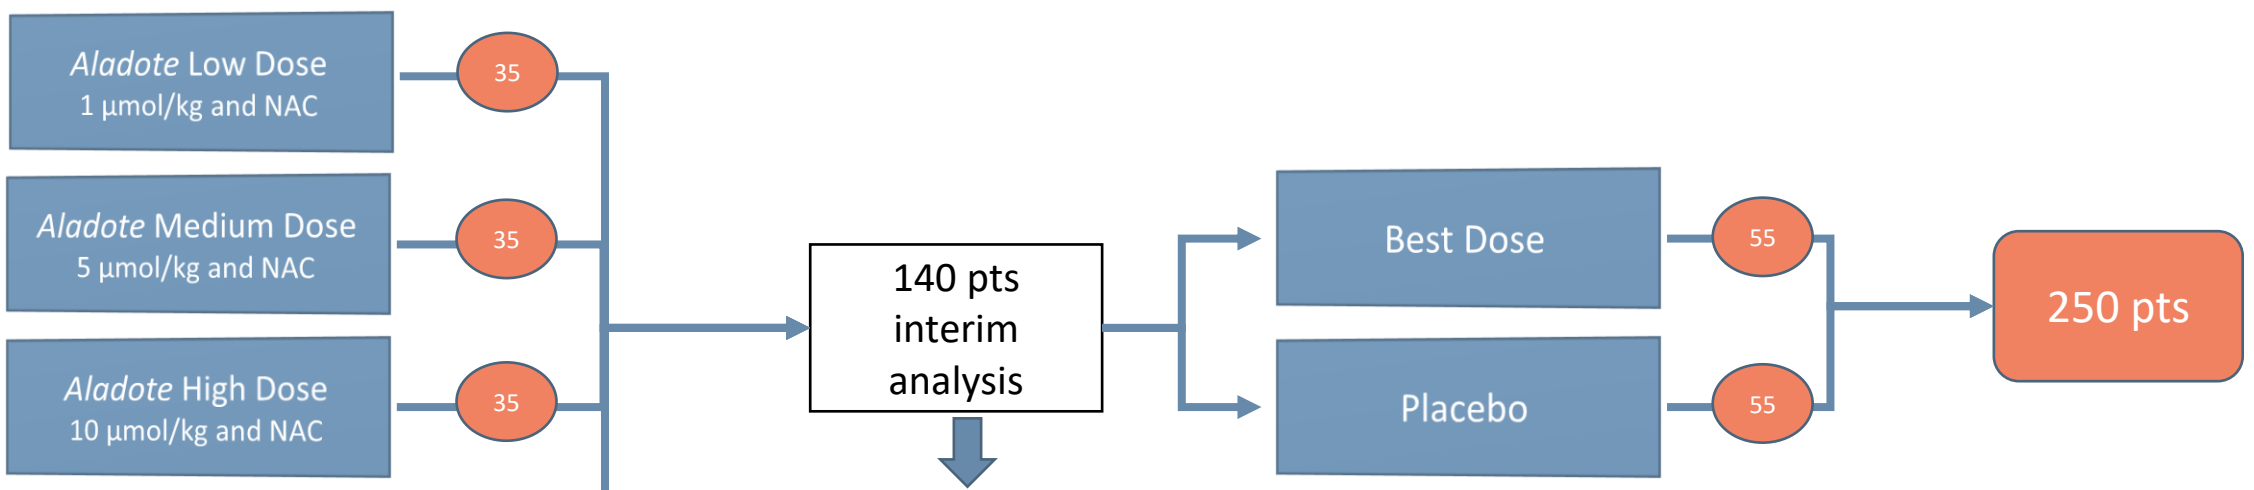 Aladote Low Dose
1 µmol/kg and NAC
35
Aladote Medium Dose
5 µmol/kg and NAC
35
Aladote High Dose
10 µmol/kg and NAC
35
140 pts
interim
analysis
Best Dose
55
Placebo
55
250 pts